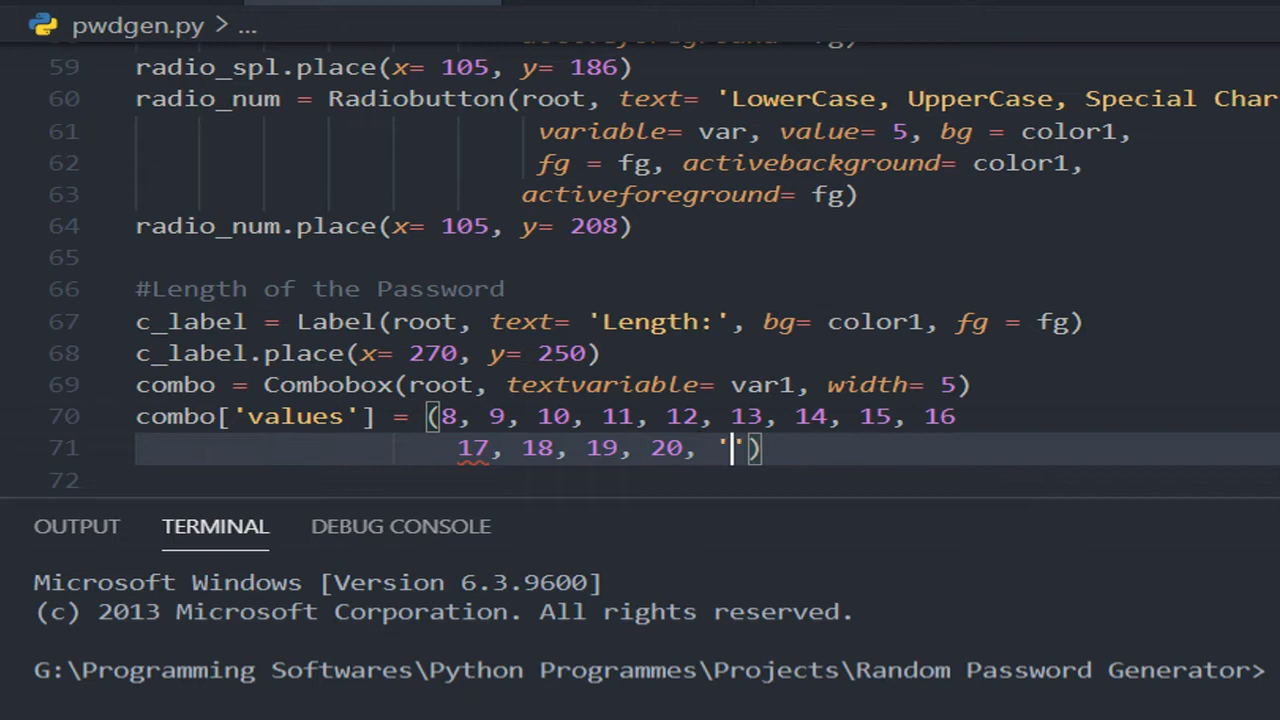 pwdgen.py > ...
59 radio_spl.place(x= 105, y= 186)
60 radio_num = Radiobutton(root, text= 'LowerCase, UpperCase, Special Char
61 variable= var, value= 5, bg = color1,
62 fg = fg, activebackground= color1,
63 activeforeground= fg)
64 radio_num.place(x= 105, y= 208)
65
66 #Length of the Password
67 c_label = Label(root, text= 'Length:', bg= color1, fg = fg)
68 c_label.place(x= 270, y= 250)
69 combo = Combobox(root, textvariable= var1, width= 5)
70 combo['values'] = (8, 9, 10, 11, 12, 13, 14, 15, 16
71 17, 18, 19, 20, '')
72
OUTPUT TERMINAL DEBUG CONSOLE
Microsoft Windows [Version 6.3.9600]
(c) 2013 Microsoft Corporation. All rights reserved.
G:\Programming Softwares\Python Programmes\Projects\Random Password Generator>